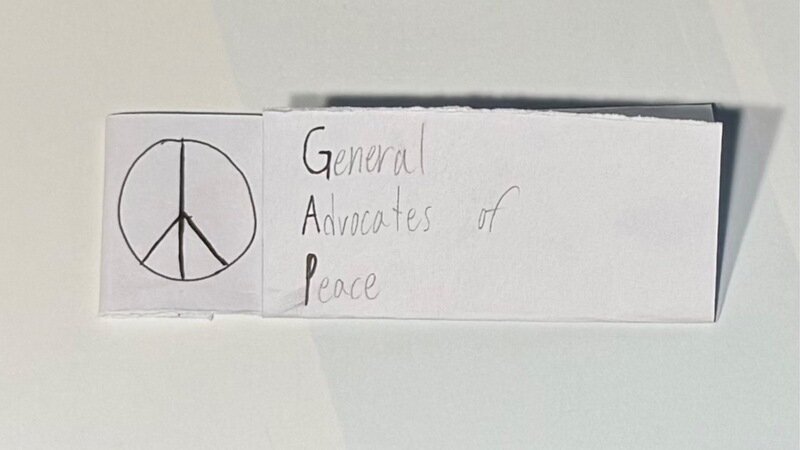 General
Advocates of
Peace